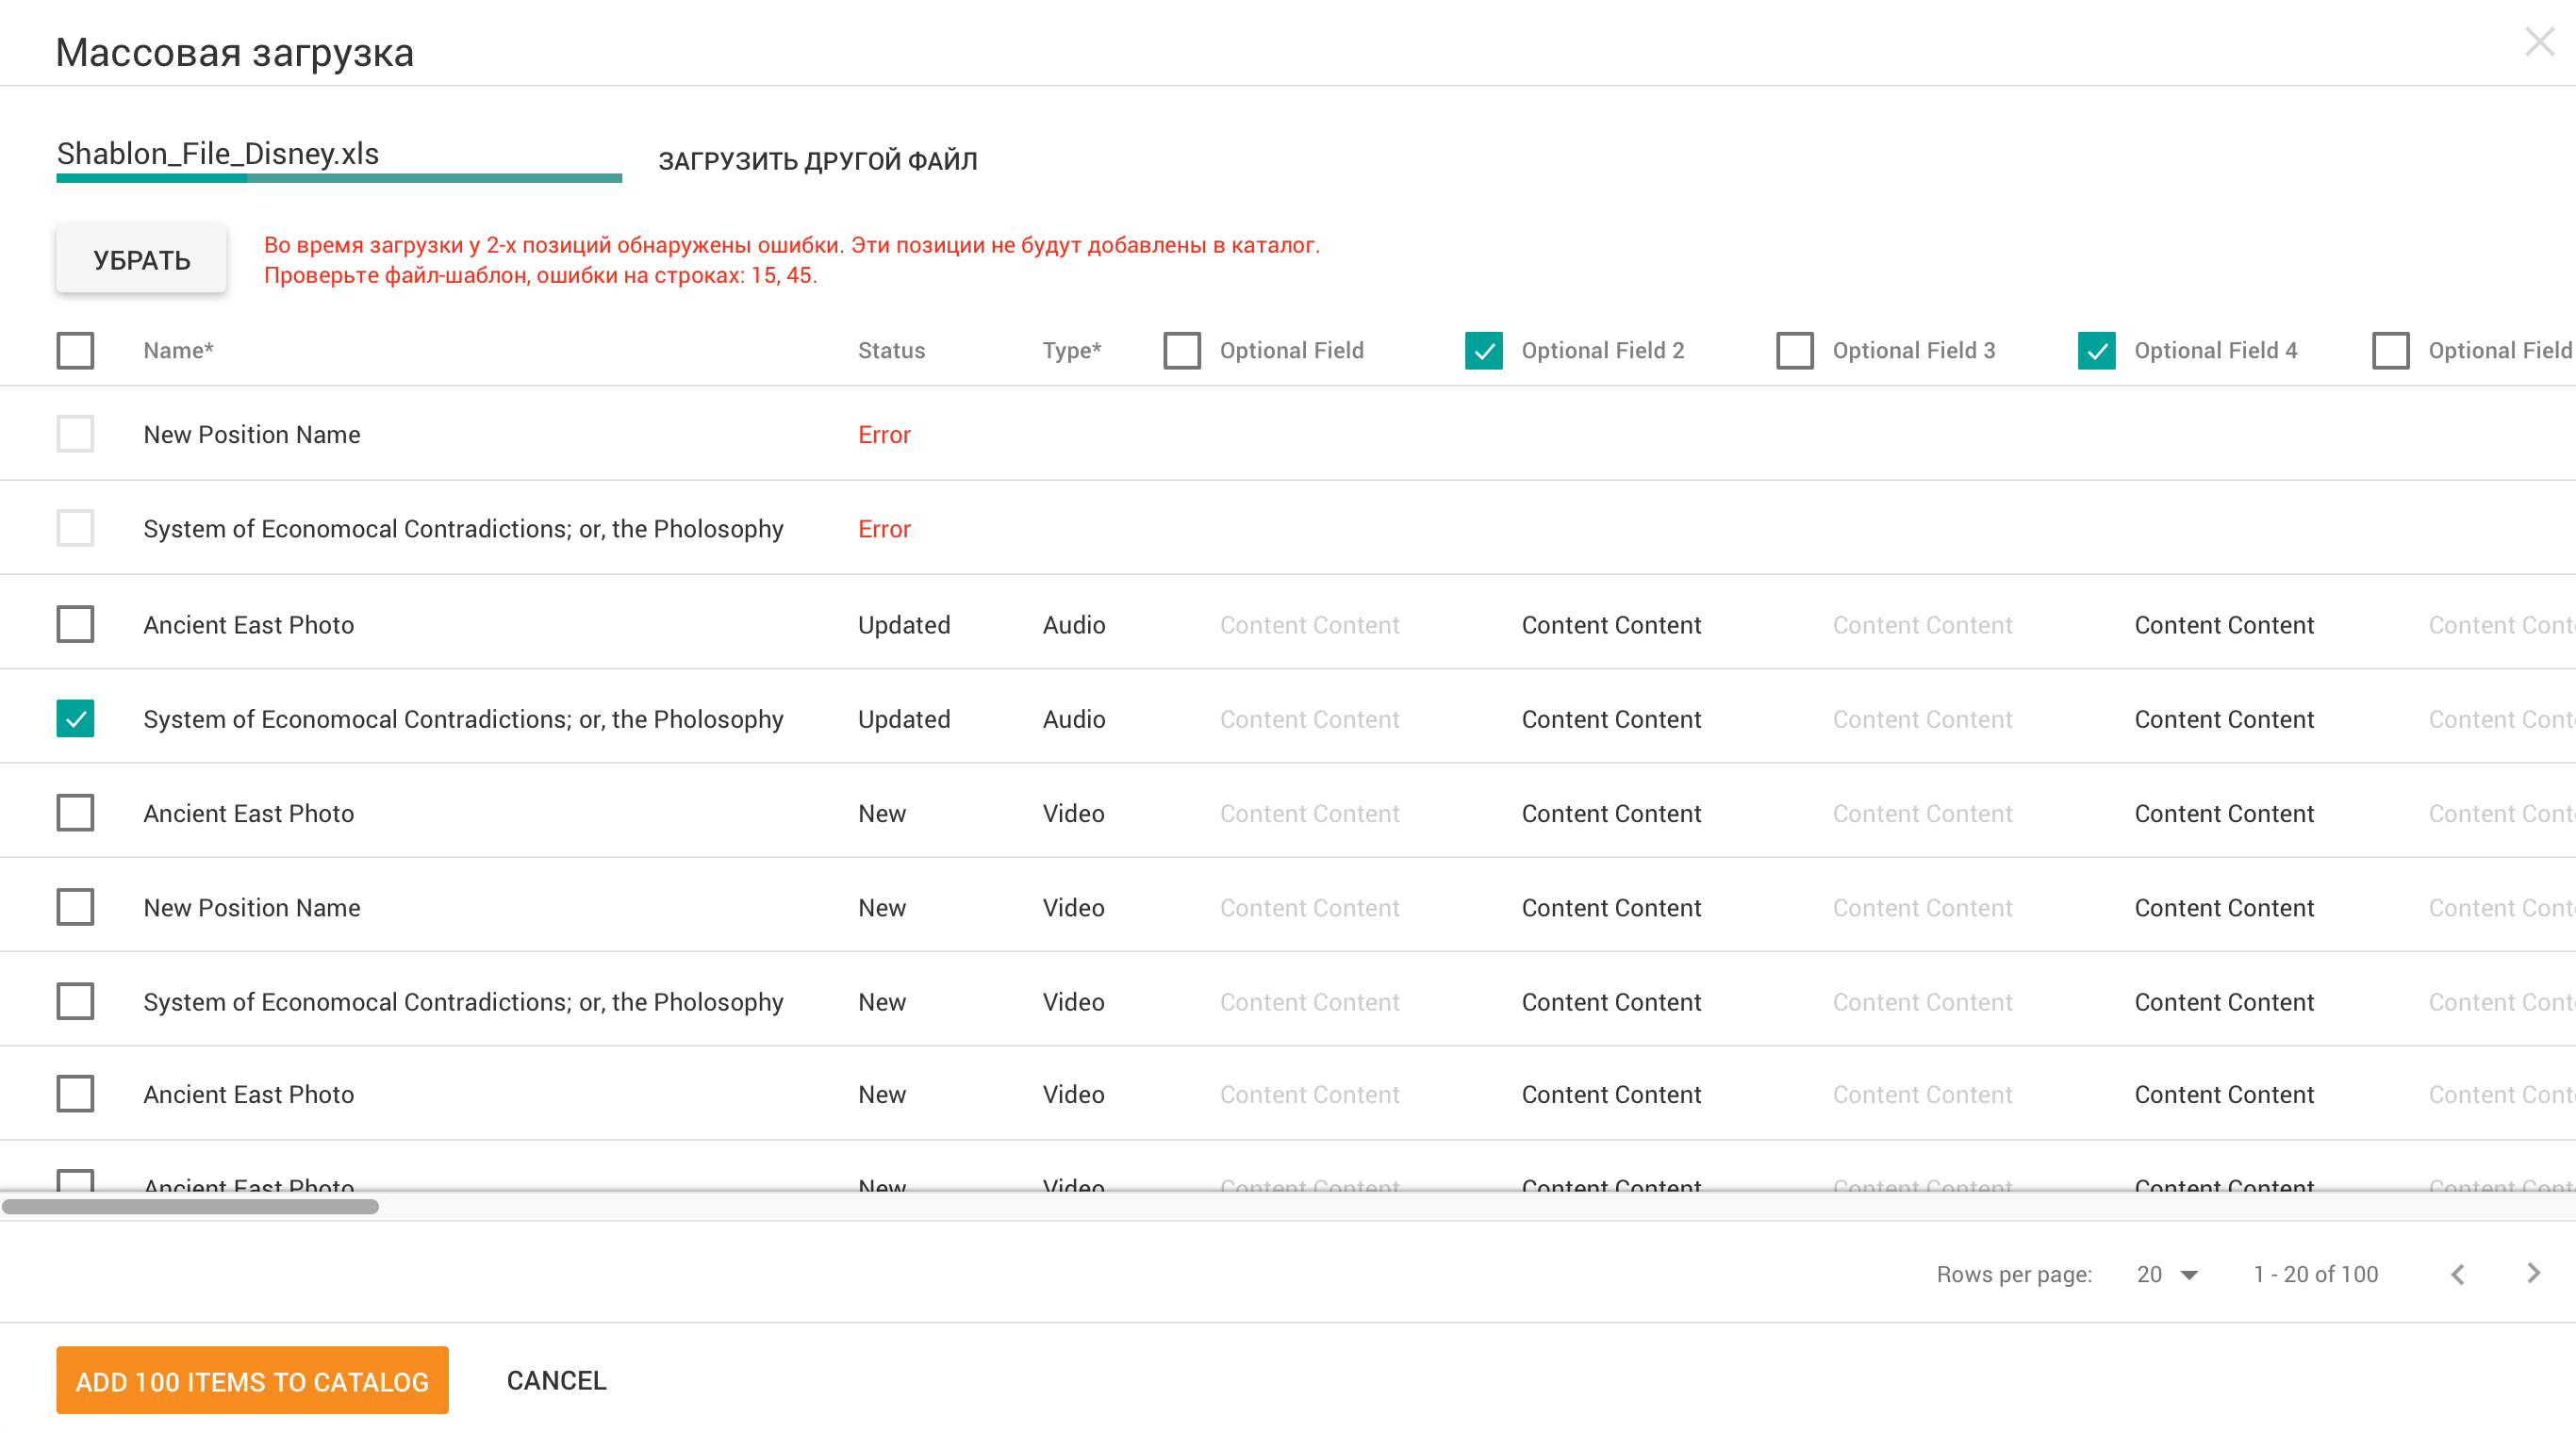 Массовая загрузка
Shablon_File_Disney.xls ЗАГРУЗИТЬ ДРУГОЙ ФАЙЛ
УБРАТЬ
Во время загрузки у 2-х позиций обнаружены ошибки. Эти позиции не будут добавлены в каталог.
Проверьте файл-шаблон, ошибки на строках: 15, 45.
Name* Status Type* Optional Field Optional Field 2 Optional Field 3 Optional Field 4 Optional Field
New Position Name Error
System of Economocal Contradictions; or, the Pholosophy Error
Ancient East Photo Updated Audio Content Content Content Content Content Content Content Content Content Cont
System of Economocal Contradictions; or, the Pholosophy Updated Audio Content Content Content Content Content Content Content Content Content Cont
Ancient East Photo New Video Content Content Content Content Content Content Content Content Content Cont
New Position Name New Video Content Content Content Content Content Content Content Content Content Cont
System of Economocal Contradictions; or, the Pholosophy New Video Content Content Content Content Content Content Content Content Content Cont
Ancient East Photo New Video Content Content Content Content Content Content Content Content Content Cont
Ancient East Photo New Video Content Content Content Content Content Content Content Content Content Cont
Rows per page: 20 1 - 20 of 100
ADD 100 ITEMS TO CATALOG CANCEL